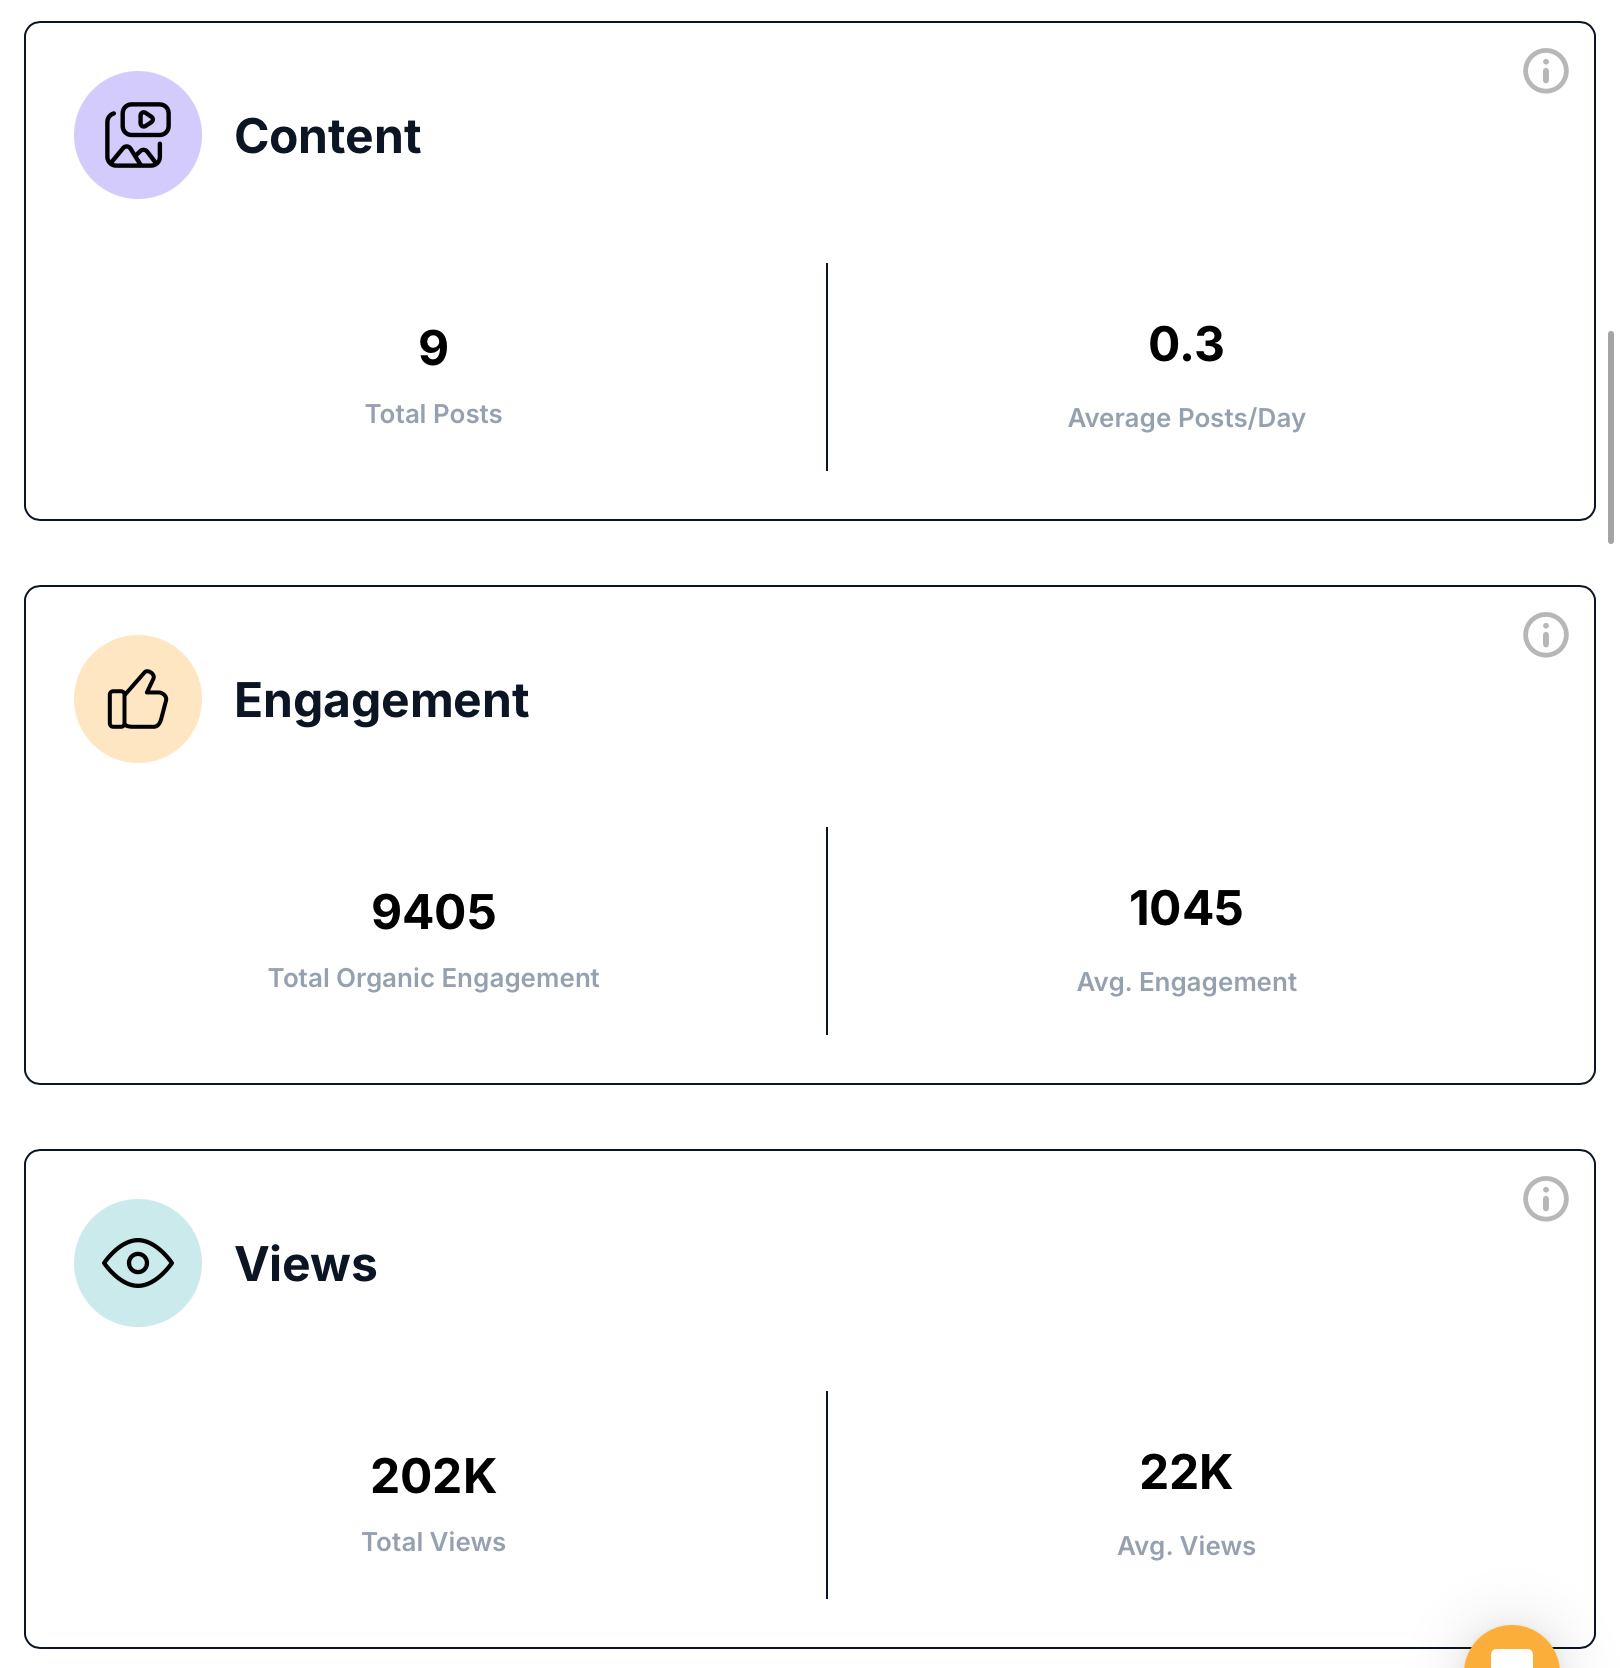 Content
9
Total Posts
0.3
Average Posts/Day
Engagement
9405
Total Organic Engagement
1045
Avg. Engagement
Views
202K
Total Views
22K
Avg. Views